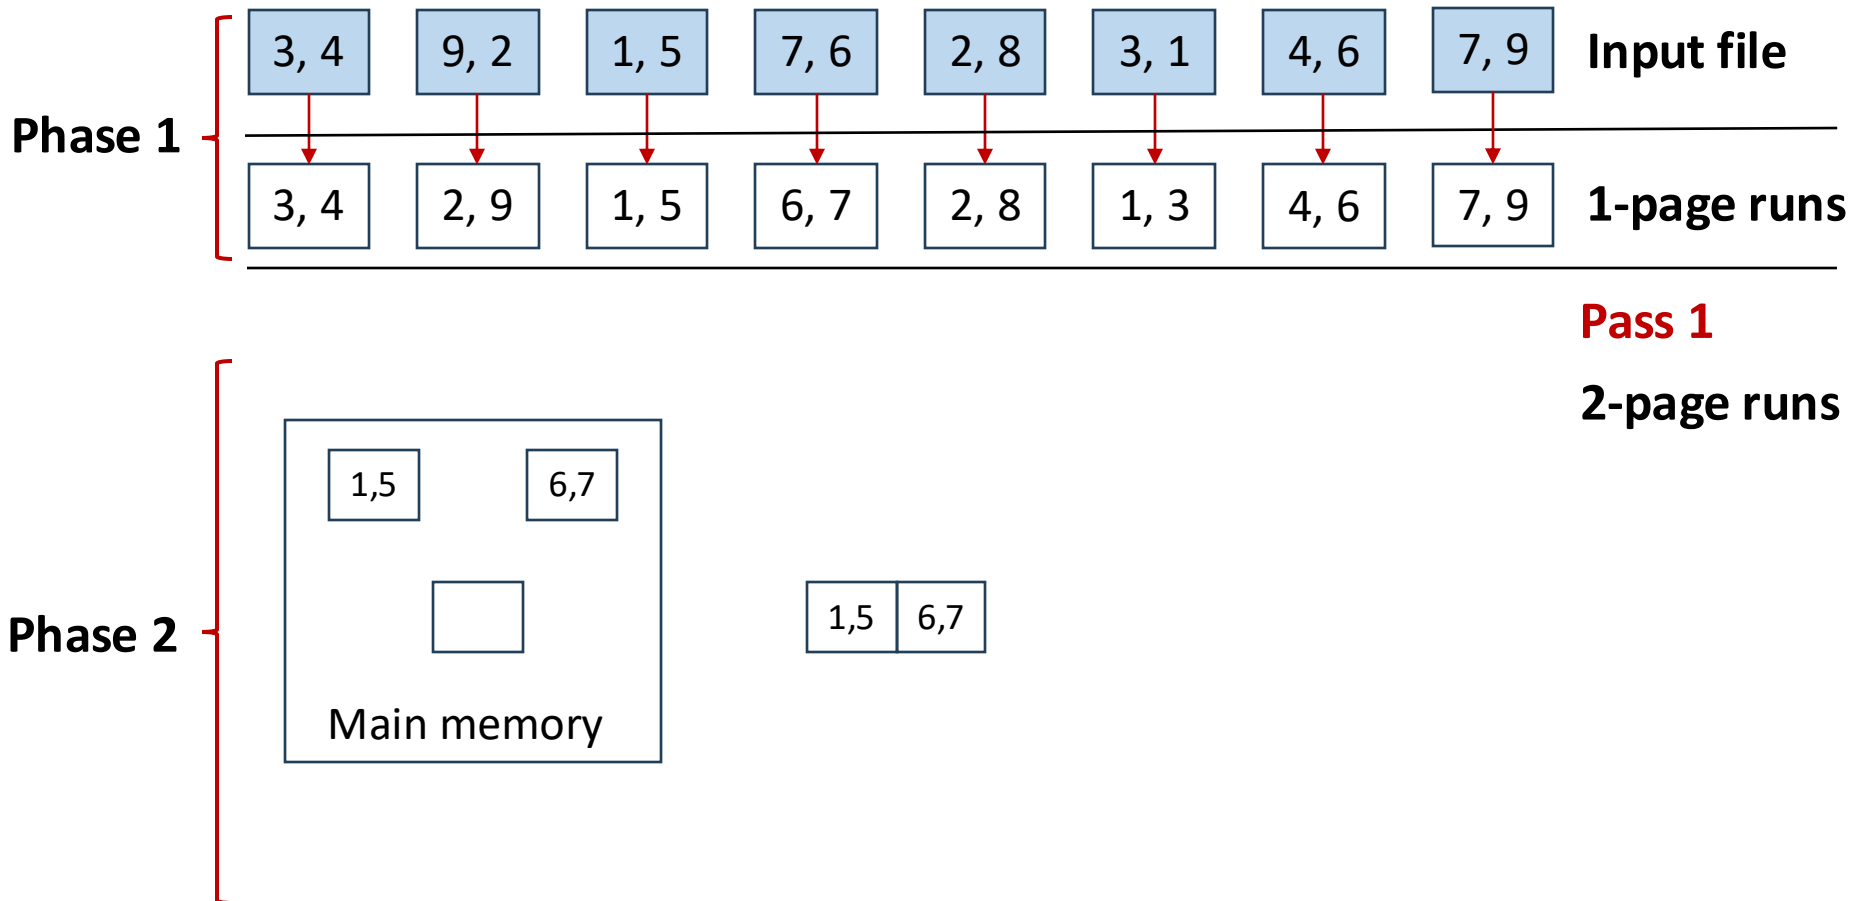 3, 4 9, 2 1, 5 7, 6 2, 8 3, 1 4, 6 7, 9 Input file
Phase 1
3, 4 2, 9 1, 5 6, 7 2, 8 1, 3 4, 6 7, 9 1-page runs
Pass 1
2-page runs
1,5 6,7
1,5 6,7
Phase 2
Main memory